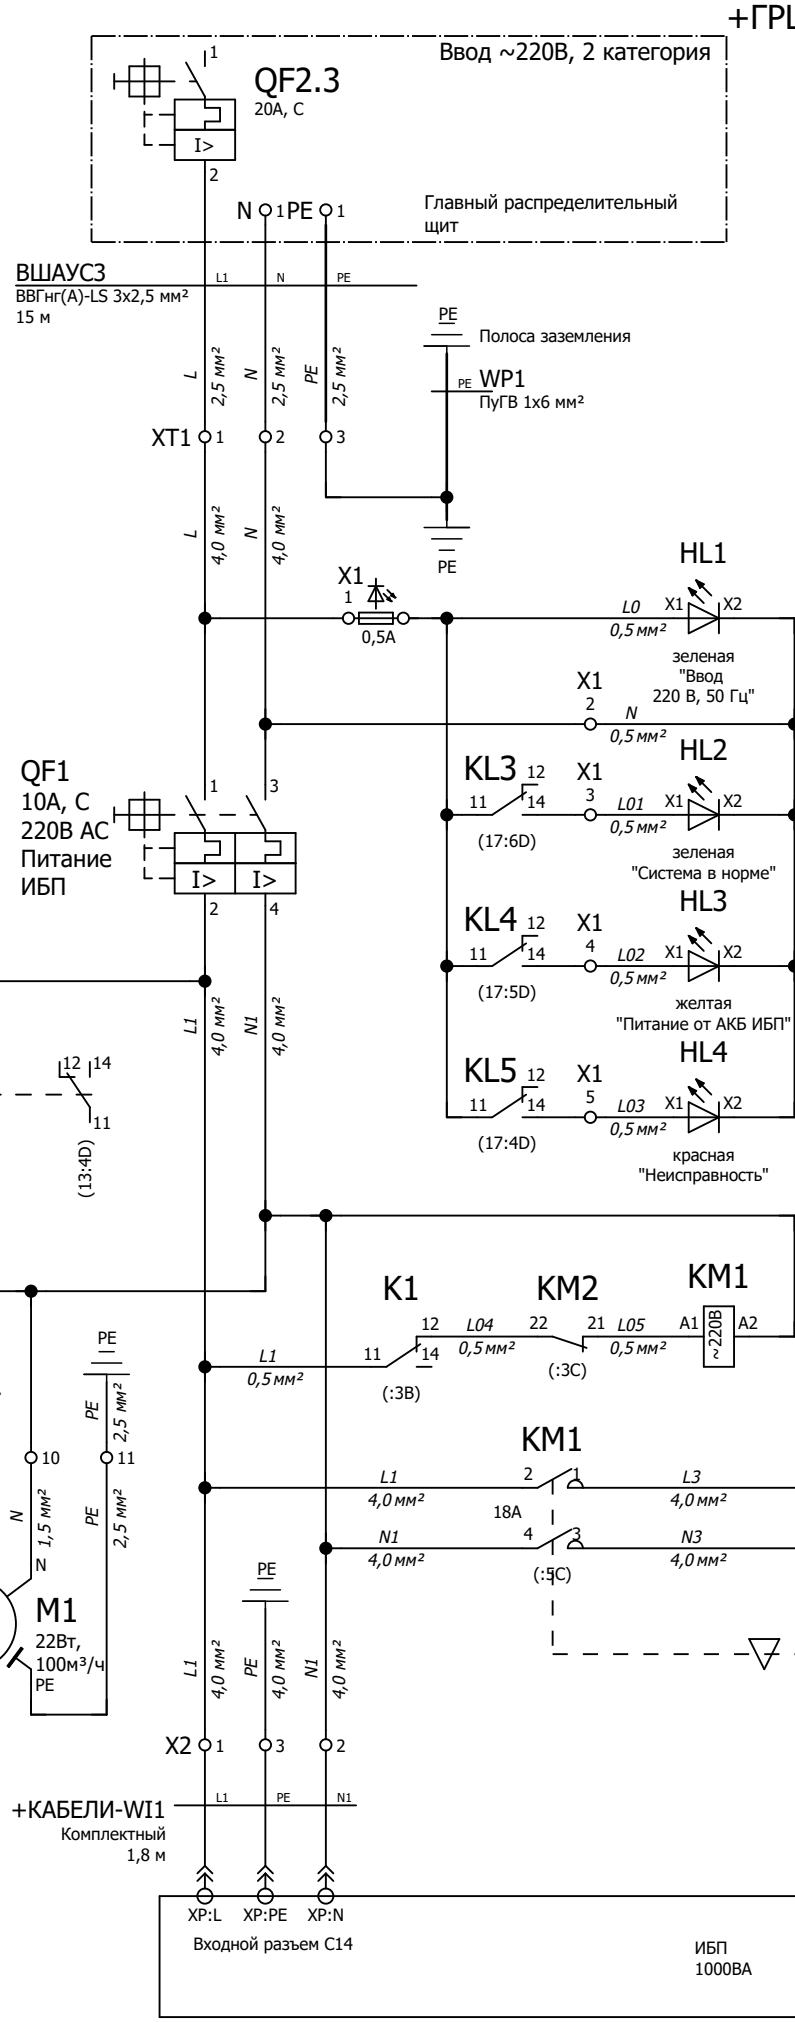 +ГРЩ
Ввод ~220В, 2 категория
1
QF2.3
20А, С
I>
2
N 1 PE 1
Главный распределительный
щит
ВШАУС3
ВВГнг(А)-LS 3х2,5 мм²
15 м
L1 N PE
PE
Полоса заземления
PE WP1
ПуГВ 1х6 мм²
L 2,5 мм² N 2,5 мм² PE 2,5 мм²
XT1 1 2 3
L 4,0 мм² N 4,0 мм²
PE
X1
1
0,5А
HL1
L0 X1 X2
0,5 мм²
зеленая
"Ввод
220 В, 50 Гц"
X1
2 N
0,5 мм²
QF1
10А, С
220В АС
Питание
ИБП
1 3
I> I>
2 4
HL2
KL3 12 X1
11 14 3 L01 X1 X2
0,5 мм²
(17:6D)
зеленая
"Система в норме"
HL3
KL4 12 X1
11 14 4 L02 X1 X2
0,5 мм²
(17:5D)
желтая
"Питание от АКБ ИБП"
L1 4,0 мм² N1 4,0 мм²
HL4
KL5 12 X1
11 14 5 L03 X1 X2
0,5 мм²
(17:4D)
красная
"Неисправность"
12 14
11
(13:4D)
K1 KM2 KM1
12 L04 22 21 L05 A1 ~220В A2
11 14 0,5 мм² 0,5 мм²
L1
0,5 мм²
(:3B) (:3C)
PE
PE 2,5 мм²
10 11
N 1,5 мм² PE 2,5 мм²
KM1
L1 2 1 L3
4,0 мм² 4,0 мм²
18А
N1 4 3 N3
4,0 мм² 4,0 мм²
(:5C)
N
M1
22Вт,
100м³/ч
PE
PE
L1 4,0 мм² PE 4,0 мм² N1 4,0 мм²
X2 1 3 2
L1 PE N1
+КАБЕЛИ-WI1
Комплектный
1,8 м
XP:L XP:PE XP:N
Входной разъем С14
ИБП
1000ВА